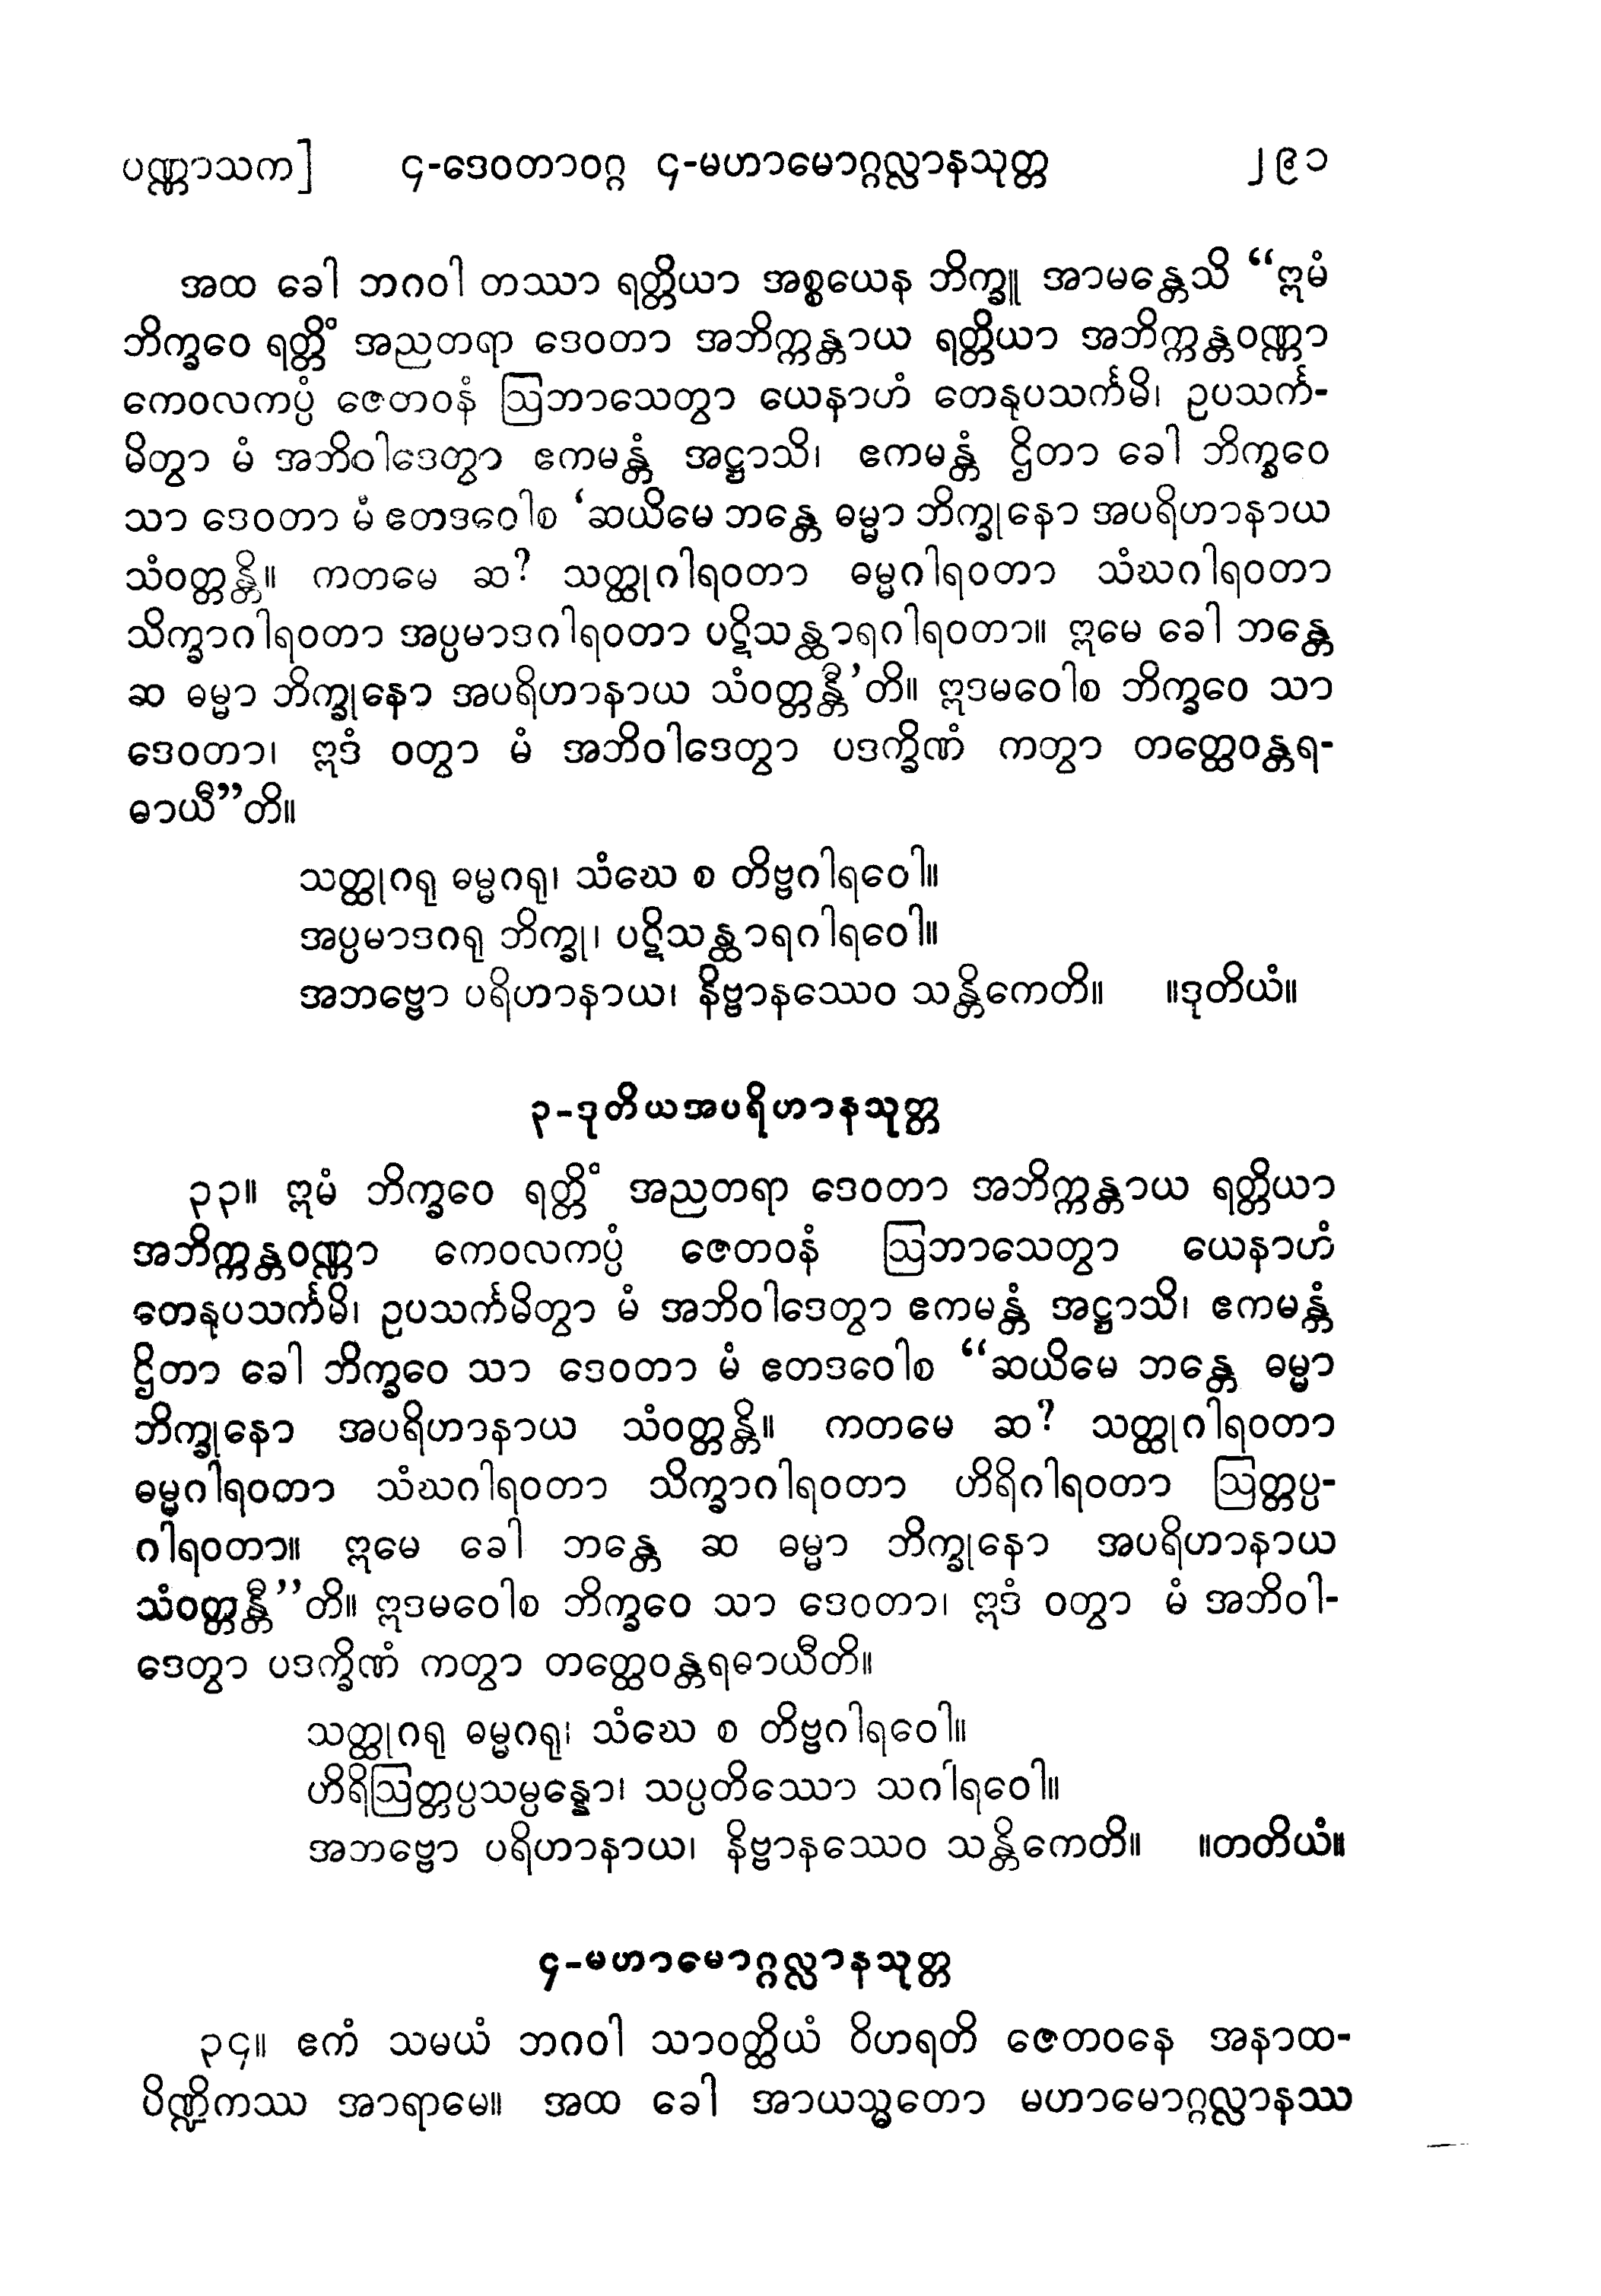 ပဏ္ဏာသက] ၄-ဒေဝတာဝဂ္ဂ ၄-မဟာမောဂ္ဂလ္လာနသုတ္တ ၂၉၁
အထ ခေါ ဘဂဝါ တဿာ ရတ္တိယာ အစ္စယေန ဘိက္ခူ အာမန္တေသိ “ဣမံ
ဘိက္ခဝေ ရတ္တိံ အညတရာ ဒေဝတာ အဘိက္ကန္တာယ ရတ္တိယာ အဘိက္ကန္တဝဏ္ဏာ
ကေဝလကပ္ပံ ဇေတဝနံ ဩဘာသေတွာ ယေနာဟံ တေနုပသင်္ကမိ၊ ဥပသင်္က-
မိတွာ မံ အဘိဝါဒေတွာ ဧကမန္တံ အဋ္ဌာသိ၊ ဧကမန္တံ ဌိတာ ခေါ ဘိက္ခဝေ
သာ ဒေဝတာ မံ ဧတဒဝေါစ ‘ဆယိမေ ဘန္တေ ဓမ္မာ ဘိက္ခုနော အပရိဟာနာယ
သံဝတ္တန္တိ။ ကတမေ ဆ? သတ္ထုဂါရဝတာ ဓမ္မဂါရဝတာ သံဃဂါရဝတာ
သိက္ခာဂါရဝတာ အပ္ပမာဒဂါရဝတာ ပဋိသန္ထာရဂါရဝတာ။ ဣမေ ခေါ ဘန္တေ
ဆ ဓမ္မာ ဘိက္ခုနော အပရိဟာနာယ သံဝတ္တန္တီ’တိ။ ဣဒမဝေါစ ဘိက္ခဝေ သာ
ဒေဝတာ၊ ဣဒံ ဝတွာ မံ အဘိဝါဒေတွာ ပဒက္ခိဏံ ကတွာ တတ္ထေဝန္တရ-
ဓာယီ”တိ။
သတ္ထုဂရု ဓမ္မဂရု၊ သံဃေ စ တိဗ္ဗဂါရဝေါ။
အပ္ပမာဒဂရု ဘိက္ခု၊ ပဋိသန္ထာရဂါရဝေါ။
အဘဗ္ဗော ပရိဟာနာယ၊ နိဗ္ဗာနဿေဝ သန္တိကေတိ။ ။ဒုတိယံ။
၃-ဒုတိယအပရိဟာနသုတ္တ
၃၃။ ဣမံ ဘိက္ခဝေ ရတ္တိံ အညတရာ ဒေဝတာ အဘိက္ကန္တာယ ရတ္တိယာ
အဘိက္ကန္တဝဏ္ဏာ ကေဝလကပ္ပံ ဇေတဝနံ ဩဘာသေတွာ ယေနာဟံ
တေနုပသင်္ကမိ၊ ဥပသင်္ကမိတွာ မံ အဘိဝါဒေတွာ ဧကမန္တံ အဋ္ဌာသိ၊ ဧကမန္တံ
ဌိတာ ခေါ ဘိက္ခဝေ သာ ဒေဝတာ မံ ဧတဒဝေါစ “ဆယိမေ ဘန္တေ ဓမ္မာ
ဘိက္ခုနော အပရိဟာနာယ သံဝတ္တန္တိ။ ကတမေ ဆ? သတ္ထုဂါရဝတာ
ဓမ္မဂါရဝတာ သံဃဂါရဝတာ သိက္ခာဂါရဝတာ ဟိရိဂါရဝတာ ဩတ္တပ္ပ-
ဂါရဝတာ။ ဣမေ ခေါ ဘန္တေ ဆ ဓမ္မာ ဘိက္ခုနော အပရိဟာနာယ
သံဝတ္တန္တီ”တိ။ ဣဒမဝေါစ ဘိက္ခဝေ သာ ဒေဝတာ၊ ဣဒံ ဝတွာ မံ အဘိဝါ-
ဒေတွာ ပဒက္ခိဏံ ကတွာ တတ္ထေဝန္တရဓာယီတိ။
သတ္ထုဂရု ဓမ္မဂရု၊ သံဃေ စ တိဗ္ဗဂါရဝေါ။
ဟိရိဩတ္တပ္ပသမ္ပန္နော၊ သပ္ပတိဿော သဂါရဝေါ။
အဘဗ္ဗော ပရိဟာနာယ၊ နိဗ္ဗာနဿေဝ သန္တိကေတိ။ ။တတိယံ။
၄-မဟာမောဂ္ဂလ္လာနသုတ္တ
၃၄။ ဧကံ သမယံ ဘဂဝါ သာဝတ္ထိယံ ဝိဟရတိ ဇေတဝနေ အနာထ-
ပိဏ္ဍိကဿ အာရာမေ။ အထ ခေါ အာယသ္မတော မဟာမောဂ္ဂလ္လာနဿ